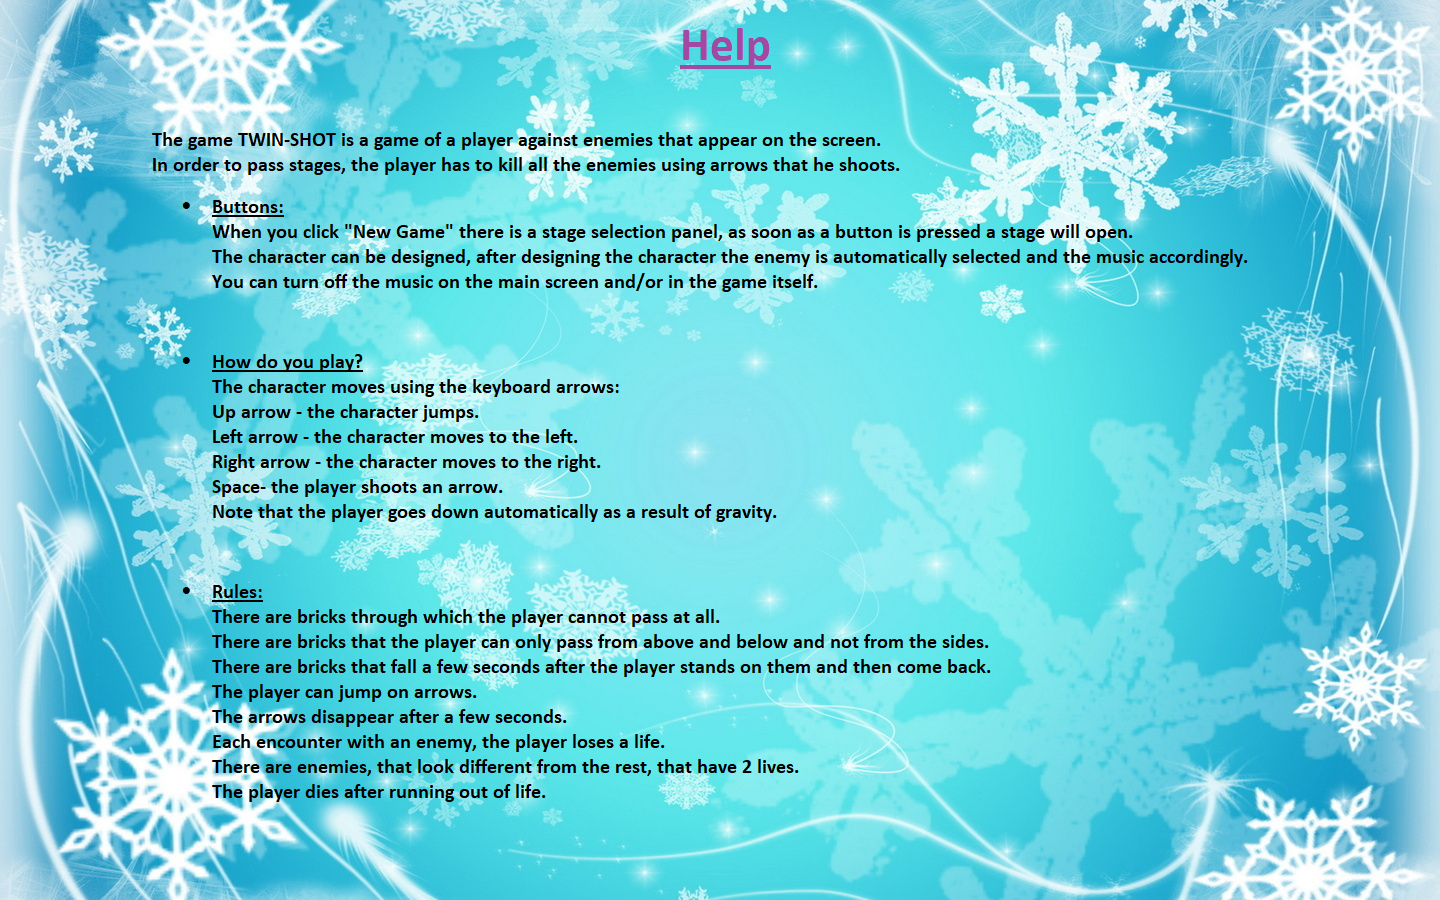 Help
The game TWIN-SHOT is a game of a player against enemies that appear on the screen.
In order to pass stages, the player has to kill all the enemies using arrows that he shoots.
• Buttons:
When you click "New Game" there is a stage selection panel, as soon as a button is pressed a stage will open.
The character can be designed, after designing the character the enemy is automatically selected and the music accordingly.
You can turn off the music on the main screen and/or in the game itself.
• How do you play?
The character moves using the keyboard arrows:
Up arrow - the character jumps.
Left arrow - the character moves to the left.
Right arrow - the character moves to the right.
Space- the player shoots an arrow.
Note that the player goes down automatically as a result of gravity.
• Rules:
There are bricks through which the player cannot pass at all.
There are bricks that the player can only pass from above and below and not from the sides.
There are bricks that fall a few seconds after the player stands on them and then come back.
The player can jump on arrows.
The arrows disappear after a few seconds.
Each encounter with an enemy, the player loses a life.
There are enemies, that look different from the rest, that have 2 lives.
The player dies after running out of life.